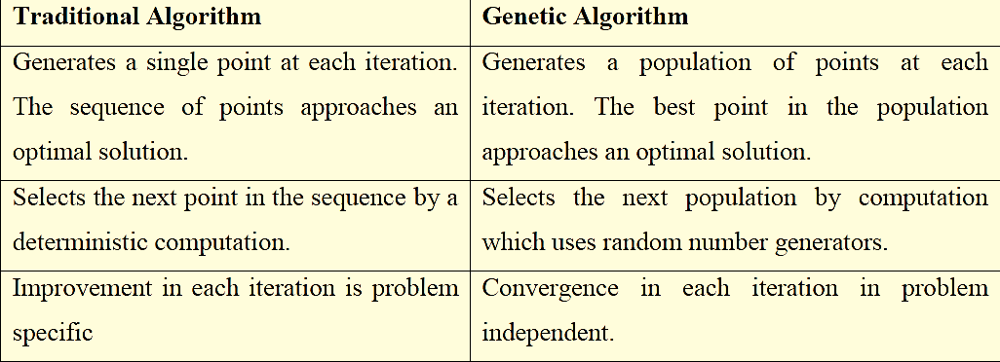 Traditional Algorithm
Genetic Algorithm
Generates a single point at each iteration.
The sequence of points approaches an
optimal solution.
Generates a population of points at each
iteration. The best point in the population
approaches an optimal solution.
Selects the next point in the sequence by a
deterministic computation.
Selects the next population by computation
which uses random number generators.
Improvement in each iteration is problem
specific
Convergence in each iteration in problem
independent.